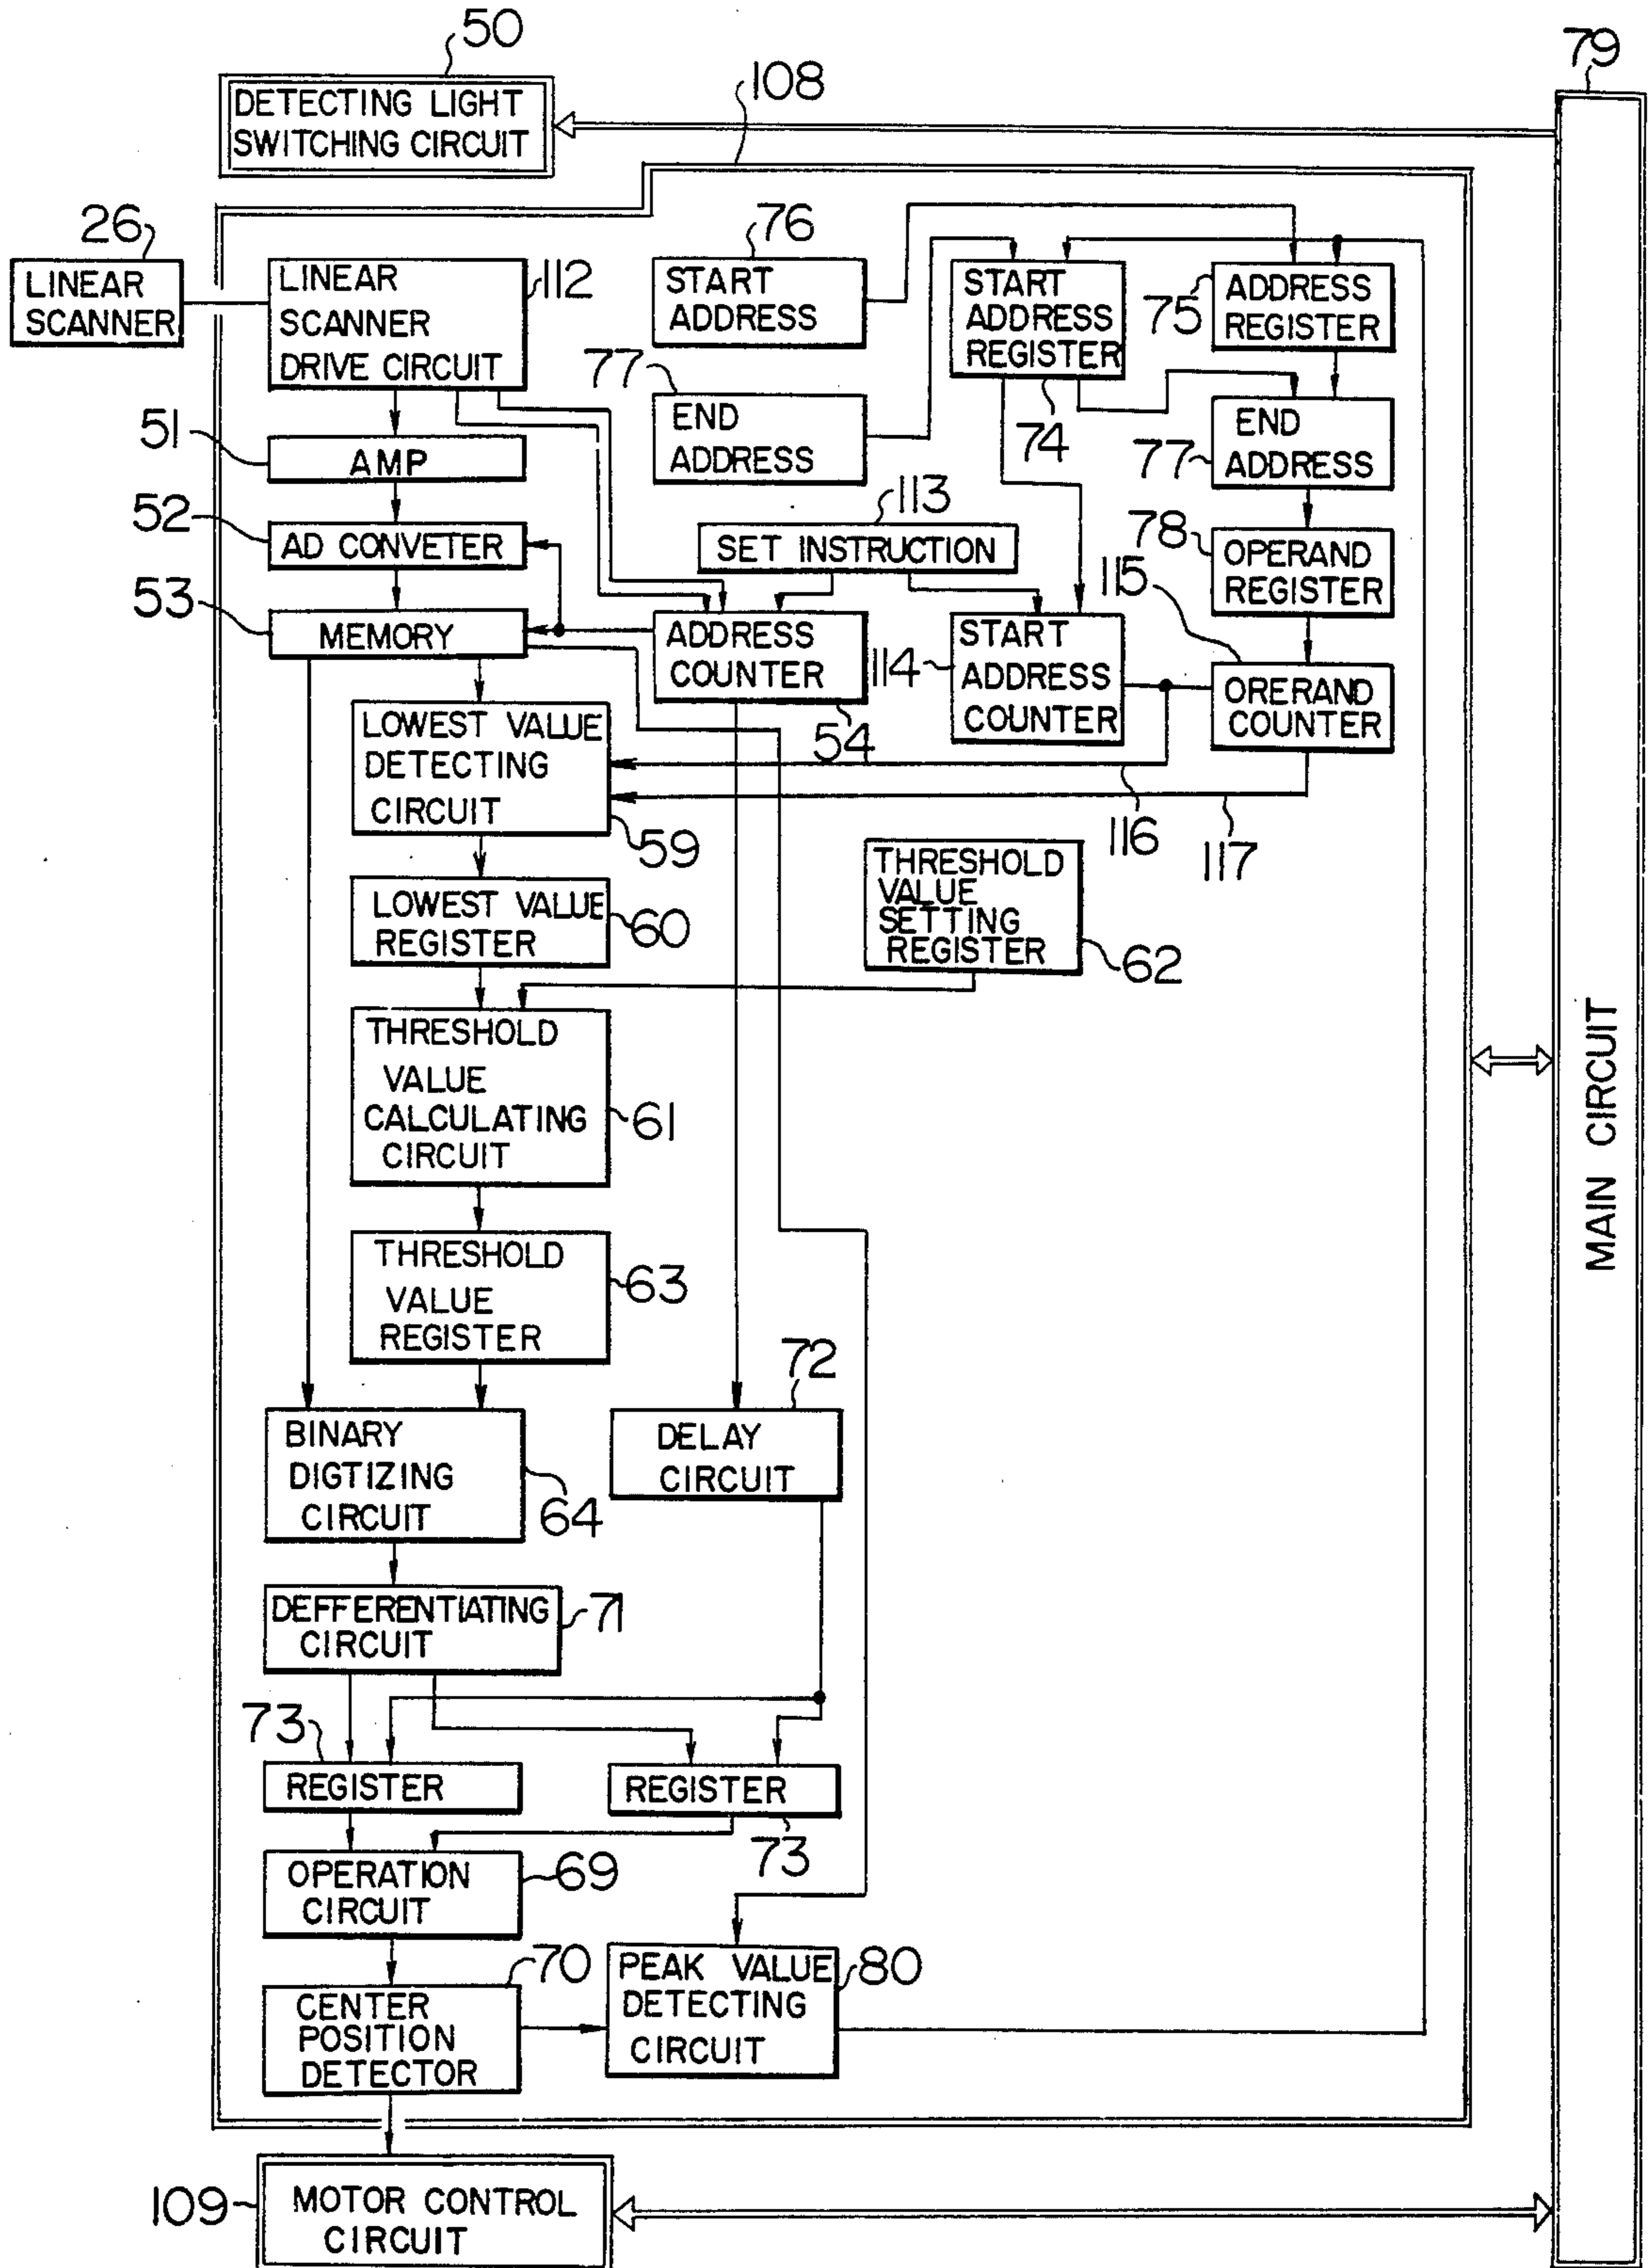 50
79
DETECTING LIGHT
SWITCHING CIRCUIT
108
26
LINEAR
SCANNER
LINEAR
SCANNER
DRIVE CIRCUIT
112
76
START
ADDRESS
START
ADDRESS
REGISTER
74
75
ADDRESS
REGISTER
77
END
ADDRESS
77
END
ADDRESS
51
AMP
52
AD CONVETER
113
SET INSTRUCTION
78
OPERAND
REGISTER
53
MEMORY
ADDRESS
COUNTER
54
114
START
ADDRESS
COUNTER
115
ORERAND
COUNTER
LOWEST VALUE
DETECTING
CIRCUIT
59
116
117
LOWEST VALUE
REGISTER
60
THRESHOLD
VALUE
SETTING
REGISTER
62
THRESHOLD
VALUE
CALCULATING
CIRCUIT
61
MAIN CIRCUIT
THRESHOLD
VALUE
REGISTER
63
72
DELAY
CIRCUIT
BINARY
DIGTIZING
CIRCUIT
64
DEFFERENTIATING
CIRCUIT
71
73
REGISTER
REGISTER
73
OPERATION
CIRCUIT
69
70
CENTER
POSITION
DETECTOR
PEAK VALUE
DETECTING
CIRCUIT
80
109
MOTOR CONTROL
CIRCUIT